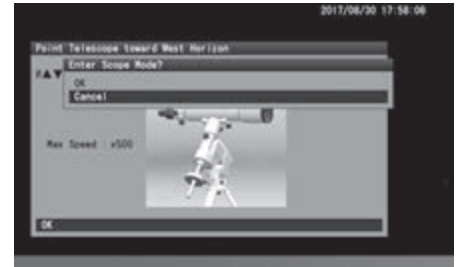 2017/08/30 17:58:06
Point Telescope toward West Horizon
Enter Scope Mode?
OK
Cancel
Max Speed : x500
OK